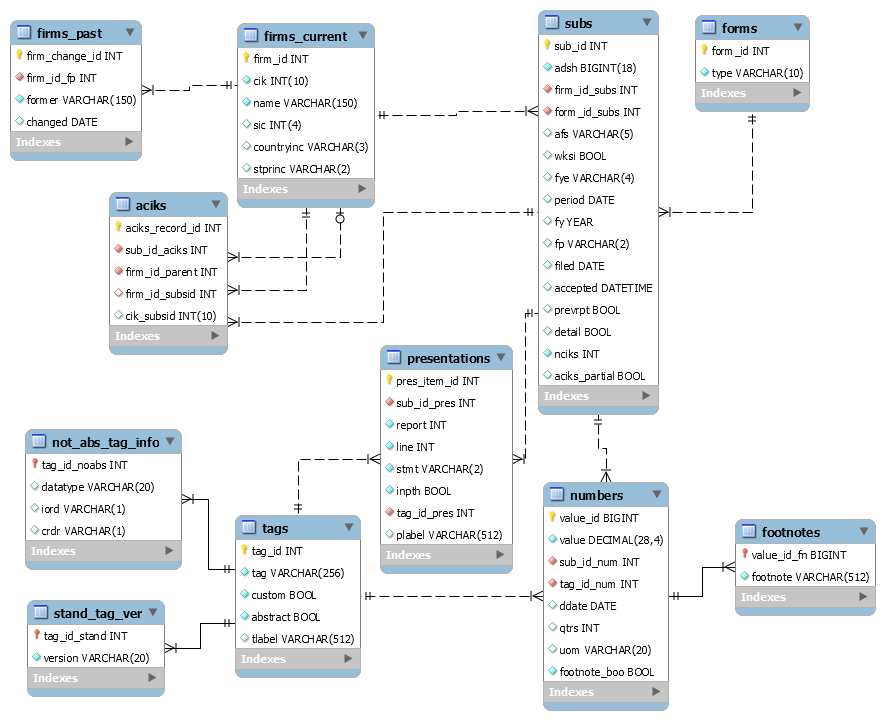 firms_past
firm_change_id INT
firm_id_fp INT
former VARCHAR(150)
changed DATE
Indexes
firms_current
firm_id INT
cik INT(10)
name VARCHAR(150)
sic INT(4)
countryinc VARCHAR(3)
stprinc VARCHAR(2)
Indexes
subs
sub_id INT
adsh BIGINT(18)
firm_id_subs INT
form_id_subs INT
afs VARCHAR(5)
wksi BOOL
fye VARCHAR(4)
period DATE
fy YEAR
fp VARCHAR(2)
filed DATE
accepted DATETIME
prevrpt BOOL
detail BOOL
nciks INT
aciks_partial BOOL
Indexes
forms
form_id INT
type VARCHAR(10)
Indexes
aciks
aciks_record_id INT
sub_id_aciks INT
firm_id_parent INT
firm_id_subsid INT
cik_subsid INT(10)
Indexes
presentations
pres_item_id INT
sub_id_pres INT
report INT
line INT
stmt VARCHAR(2)
inpth BOOL
tag_id_pres INT
plabel VARCHAR(512)
Indexes
not_abs_tag_info
tag_id_noabs INT
datatype VARCHAR(20)
iord VARCHAR(1)
crdr VARCHAR(1)
Indexes
tags
tag_id INT
tag VARCHAR(256)
custom BOOL
abstract BOOL
tlabel VARCHAR(512)
Indexes
numbers
value_id BIGINT
value DECIMAL(28,4)
sub_id_num INT
tag_id_num INT
ddate DATE
qtrs INT
uom VARCHAR(20)
footnote_boo BOOL
Indexes
footnotes
value_id_fn BIGINT
footnote VARCHAR(512)
Indexes
stand_tag_ver
tag_id_stand INT
version VARCHAR(20)
Indexes